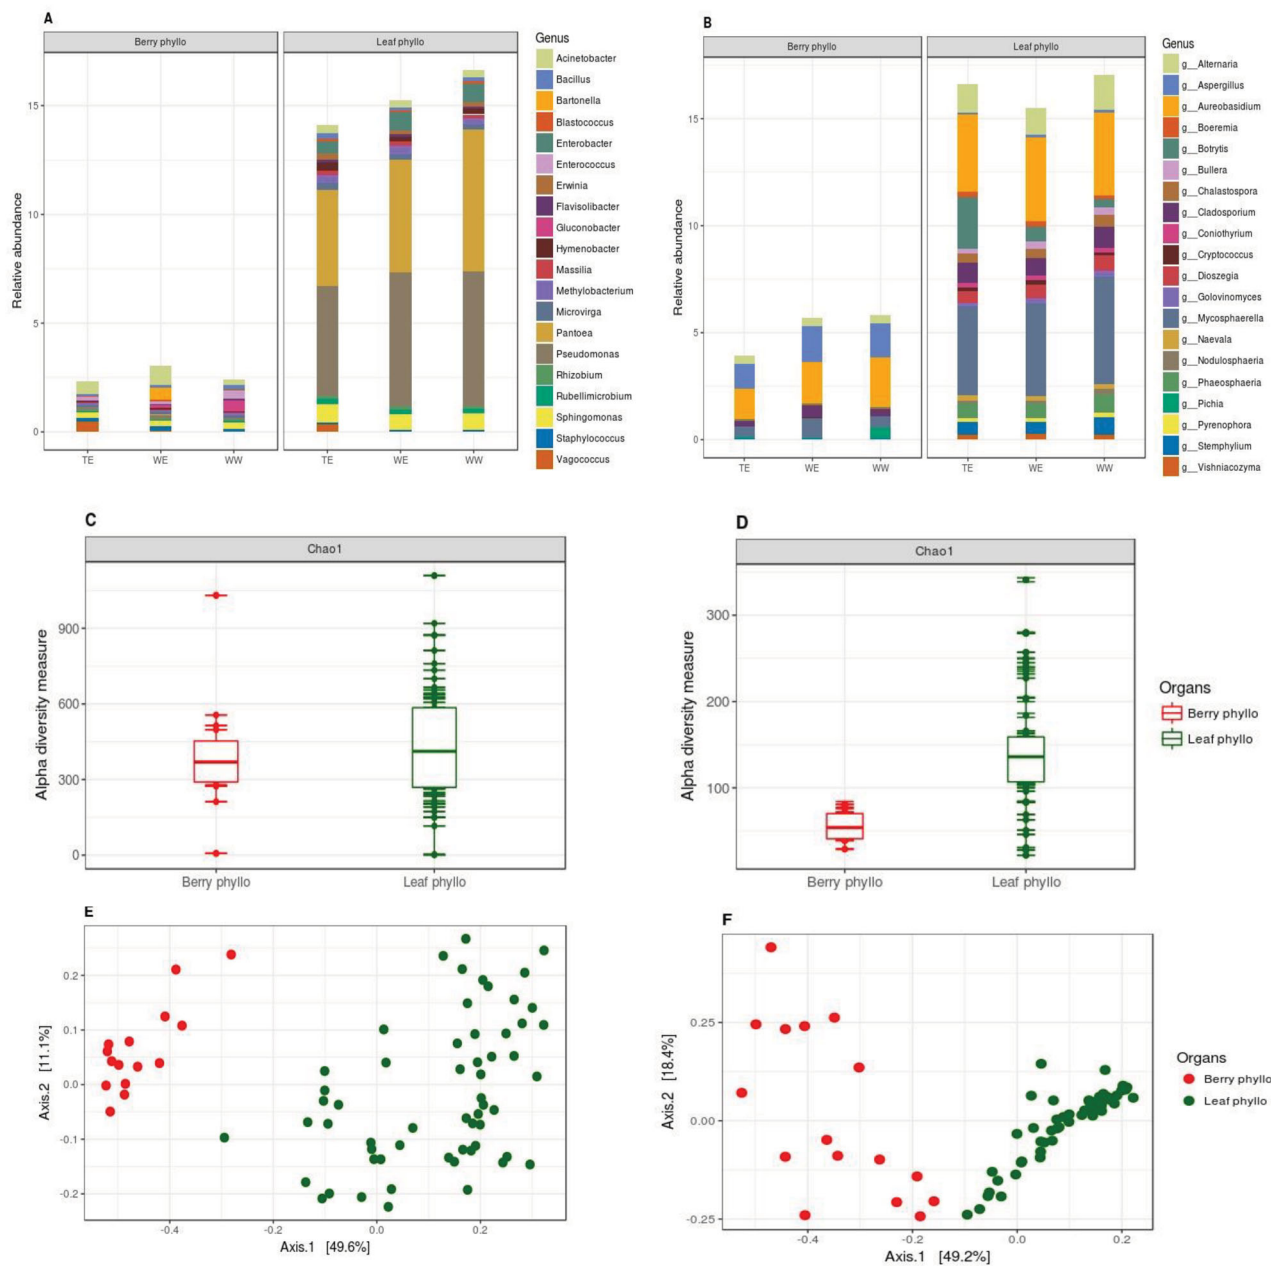 A
Berry phyllo
Leaf phyllo
Relative abundance
15
10
5
0
TE
WE
WW
TE
WE
WW
Genus
Acinetobacter
Bacillus
Bartonella
Blastococcus
Enterobacter
Enterococcus
Erwinia
Flavisolibacter
Gluconobacter
Hymenobacter
Massilia
Methylobacterium
Microvirga
Pantoea
Pseudomonas
Rhizobium
Rubellimicrobium
Sphingomonas
Staphylococcus
Vagococcus
B
Berry phyllo
Leaf phyllo
Relative abundance
15
10
5
0
TE
WE
WW
TE
WE
WW
Genus
g__Alternaria
g__Aspergillus
g__Aureobasidium
g__Boeremia
g__Botrytis
g__Bullera
g__Chalastospora
g__Cladosporium
g__Coniothyrium
g__Cryptococcus
g__Dioszegia
g__Golovinomyces
g__Mycosphaerella
g__Naevala
g__Nodulosphaeria
g__Phaeosphaeria
g__Pichia
g__Pyrenophora
g__Stemphylium
g__Vishniacozyma
C
Chao1
Alpha diversity measure
900
600
300
0
Berry phyllo
Leaf phyllo
D
Chao1
Alpha diversity measure
300
200
100
Berry phyllo
Leaf phyllo
Organs
Berry phyllo
Leaf phyllo
E
Axis.2 [11.1%]
0.2
0.1
0.0
-0.1
-0.2
-0.4
-0.2
0.0
0.2
Axis.1 [49.6%]
F
Axis.2 [18.4%]
0.25
0.00
-0.25
-0.4
-0.2
0.0
0.2
Axis.1 [49.2%]
Organs
Berry phyllo
Leaf phyllo